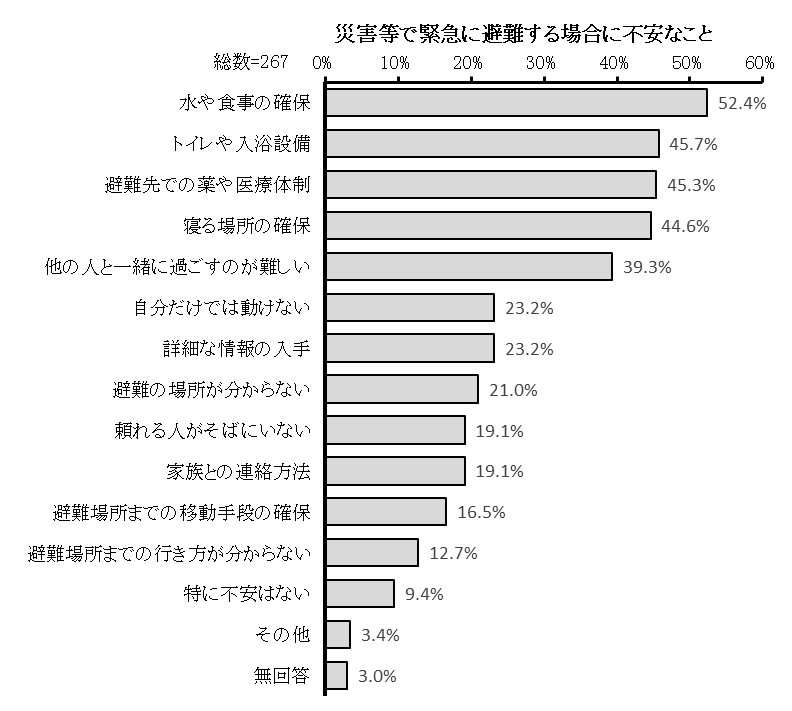 災害等で緊急に避難する場合に不安なこと
総数=267 0% 10% 20% 30% 40% 50% 60%
水や食事の確保 52.4%
トイレや入浴設備 45.7%
避難先での薬や医療体制 45.3%
寝る場所の確保 44.6%
他の人と一緒に過ごすのが難しい 39.3%
自分だけでは動けない 23.2%
詳細な情報の入手 23.2%
避難の場所が分からない 21.0%
頼れる人がそばにいない 19.1%
家族との連絡方法 19.1%
避難場所までの移動手段の確保 16.5%
避難場所までの行き方が分からない 12.7%
特に不安はない 9.4%
その他 3.4%
無回答 3.0%